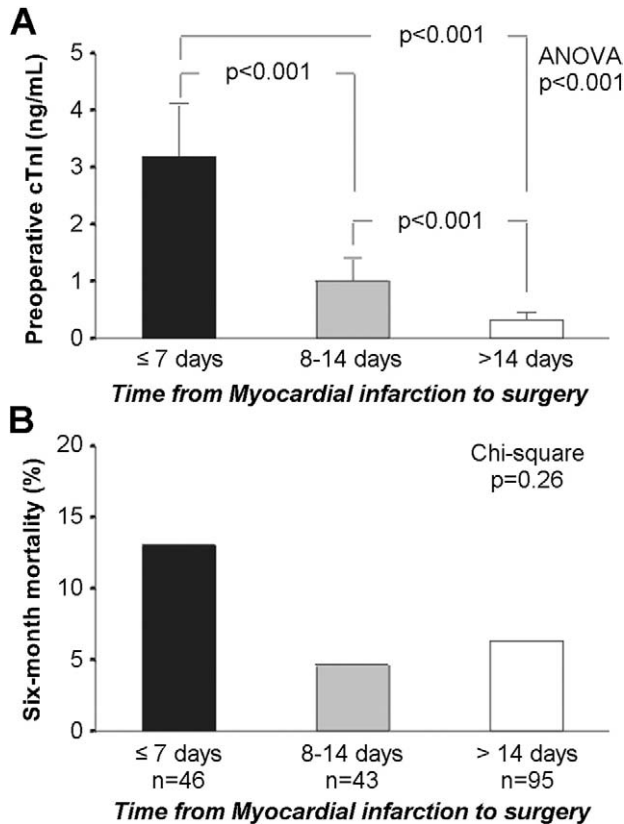 A
Preoperative cTnI (ng/mL)
5
4
3
2
1
0
p<0.001
p<0.001
p<0.001
ANOVA
p<0.001
≤ 7 days
8-14 days
>14 days
Time from Myocardial infarction to surgery
B
Six-month mortality (%)
20
15
10
5
0
Chi-square
p=0.26
≤ 7 days
n=46
8-14 days
n=43
> 14 days
n=95
Time from Myocardial infarction to surgery